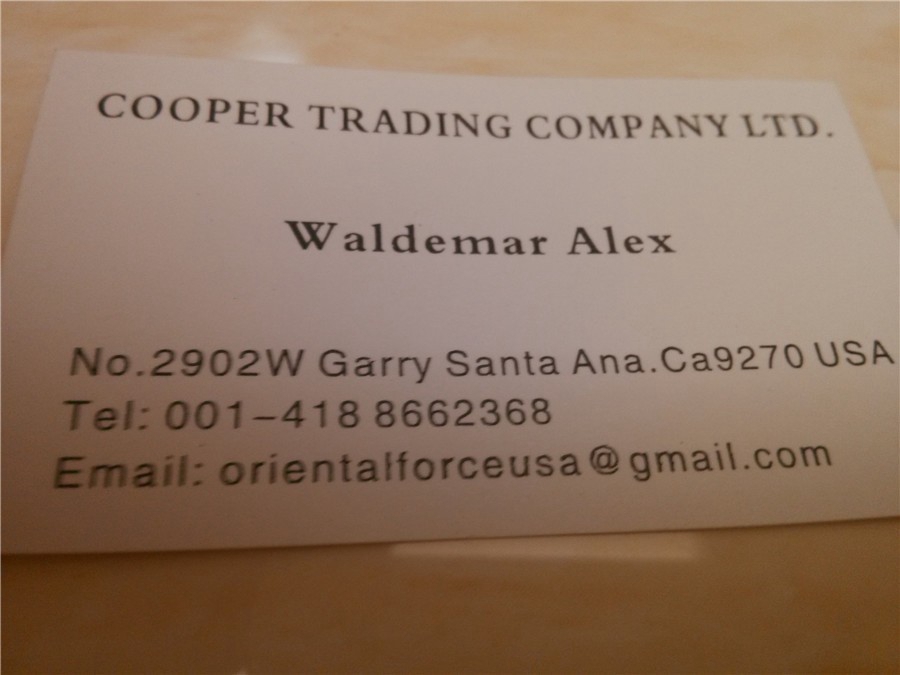 COOPER TRADING COMPANY LTD.
Waldemar Alex
No.2902W Garry Santa Ana.Ca9270 USA
Tel: 001-418 8662368
Email: orientalforceusa@gmail.com